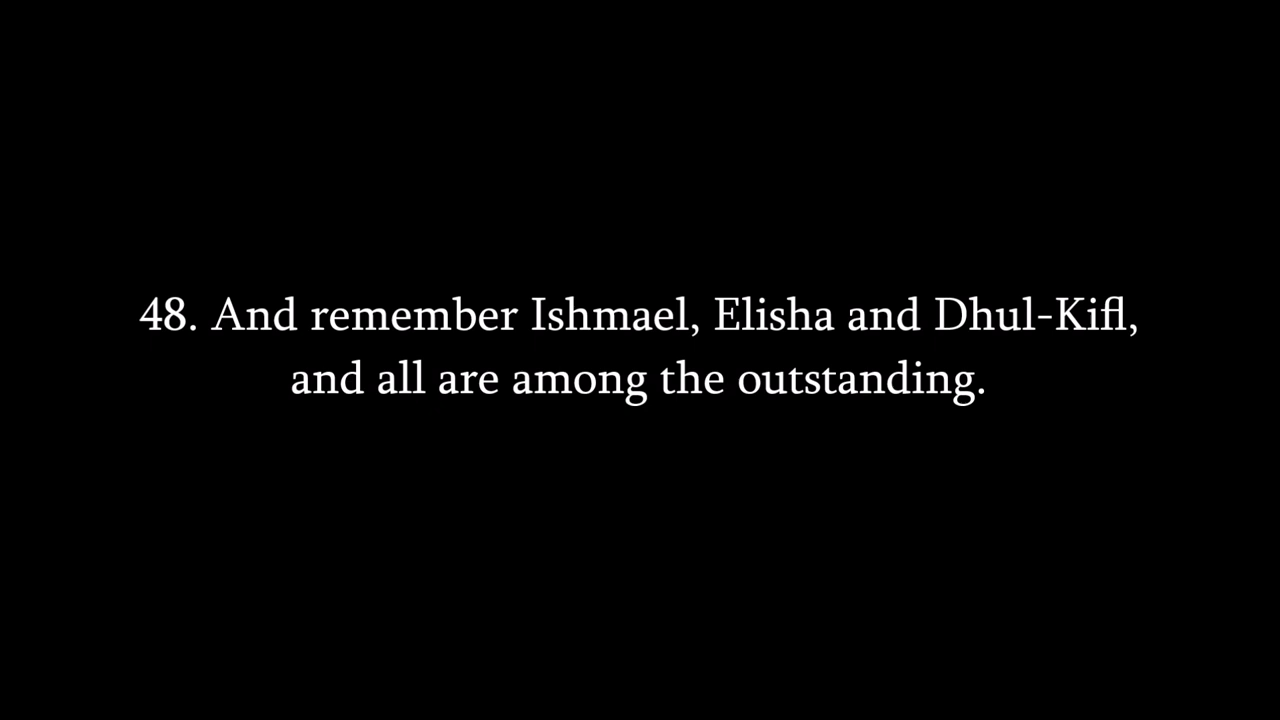 48. And remember Ishmael, Elisha and Dhul-Kifl,
and all are among the outstanding.